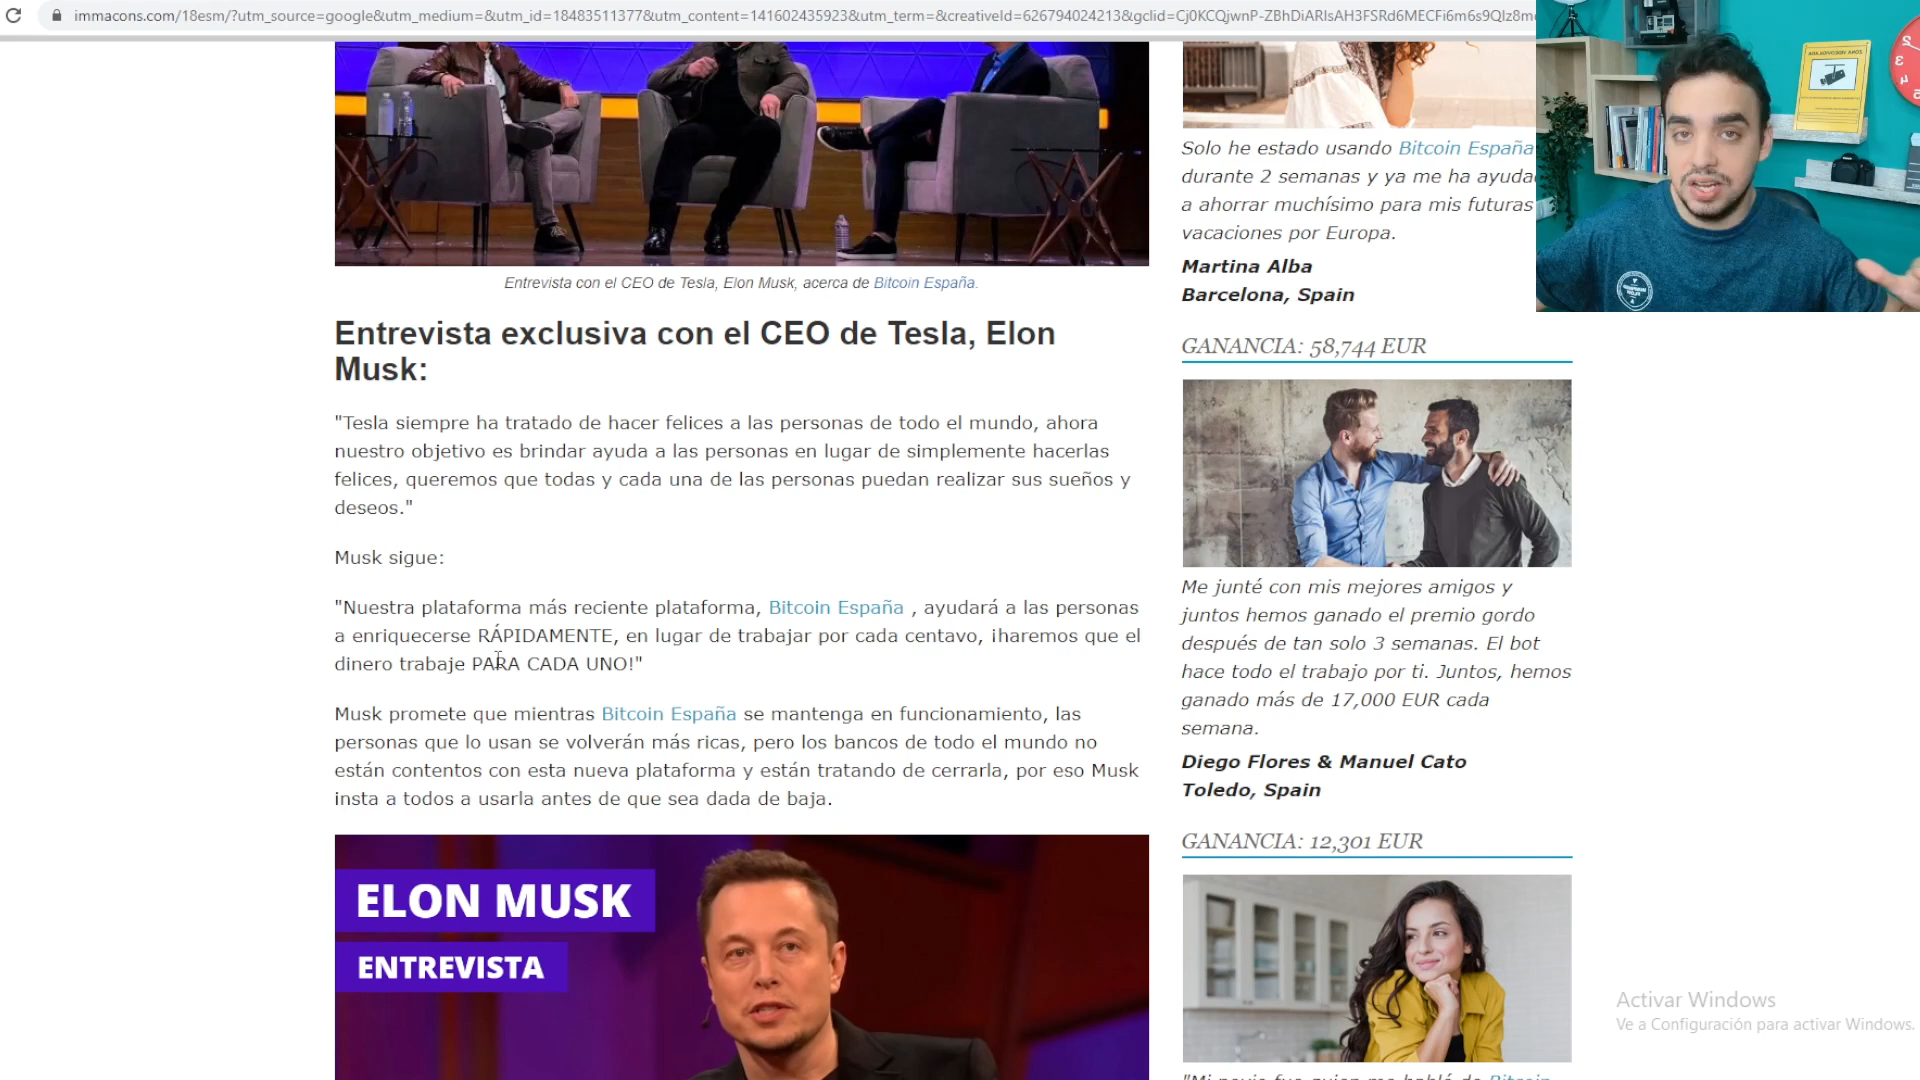 immacons.com/18esm/?utm_source=google&utm_medium=&utm_id=18483511377&utm_content=141602435923&utm_term=&creativeId=626794024213&gclid=Cj0KCQjwnP-ZBhDiARIsAH3FSRd6MECFi6m6s9Qlz8m
Entrevista con el CEO de Tesla, Elon Musk, acerca de Bitcoin España.
Entrevista exclusiva con el CEO de Tesla, Elon
Musk:
"Tesla siempre ha tratado de hacer felices a las personas de todo el mundo, ahora
nuestro objetivo es brindar ayuda a las personas en lugar de simplemente hacerlas
felices, queremos que todas y cada una de las personas puedan realizar sus sueños y
deseos."
Musk sigue:
"Nuestra plataforma más reciente plataforma, Bitcoin España , ayudará a las personas
a enriquecerse RÁPIDAMENTE, en lugar de trabajar por cada centavo, ¡haremos que el
dinero trabaje PARA CADA UNO!"
Musk promete que mientras Bitcoin España se mantenga en funcionamiento, las
personas que lo usan se volverán más ricas, pero los bancos de todo el mundo no
están contentos con esta nueva plataforma y están tratando de cerrarla, por eso Musk
insta a todos a usarla antes de que sea dada de baja.
ELON MUSK
ENTREVISTA
Solo he estado usando Bitcoin España
durante 2 semanas y ya me ha ayuda
a ahorrar muchísimo para mis futuras
vacaciones por Europa.
Martina Alba
Barcelona, Spain
GANANCIA: 58,744 EUR
Me junté con mis mejores amigos y
juntos hemos ganado el premio gordo
después de tan solo 3 semanas. El bot
hace todo el trabajo por ti. Juntos, hemos
ganado más de 17,000 EUR cada
semana.
Diego Flores & Manuel Cato
Toledo, Spain
GANANCIA: 12,301 EUR
"Mi novio fue quien me habló de Bitcoin
Activar Windows
Ve a Configuración para activar Windows.